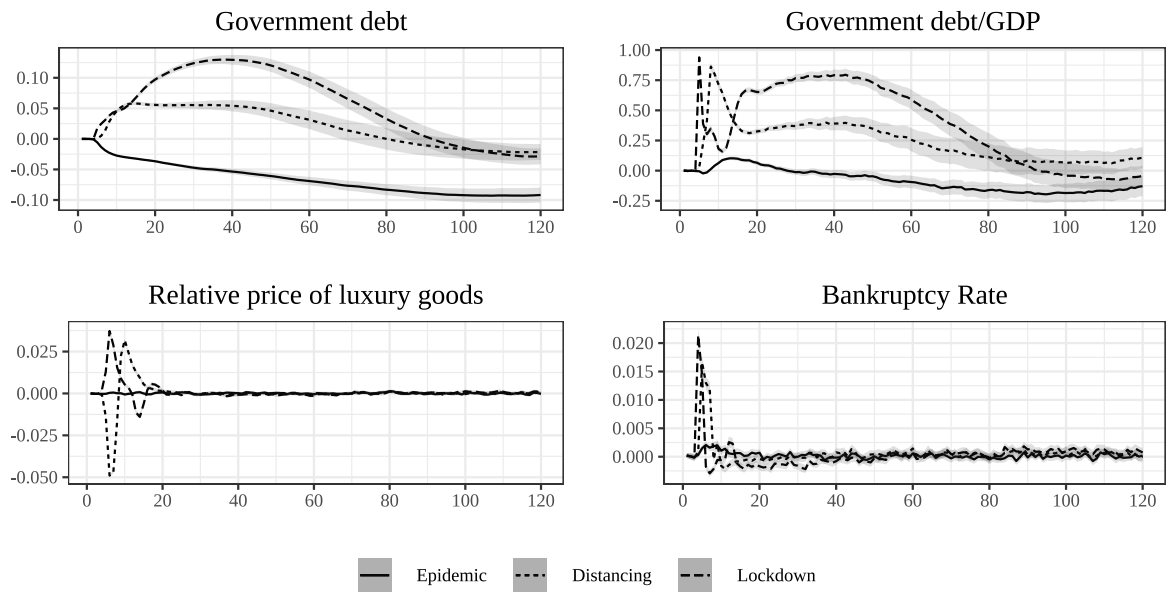 Government debt
0.10
0.05
0.00
-0.05
-0.10
0 20 40 60 80 100 120
Government debt/GDP
1.00
0.75
0.50
0.25
0.00
-0.25
0 20 40 60 80 100 120
Relative price of luxury goods
0.025
0.000
-0.025
-0.050
0 20 40 60 80 100 120
Bankruptcy Rate
0.020
0.015
0.010
0.005
0.000
0 20 40 60 80 100 120
Epidemic Distancing Lockdown